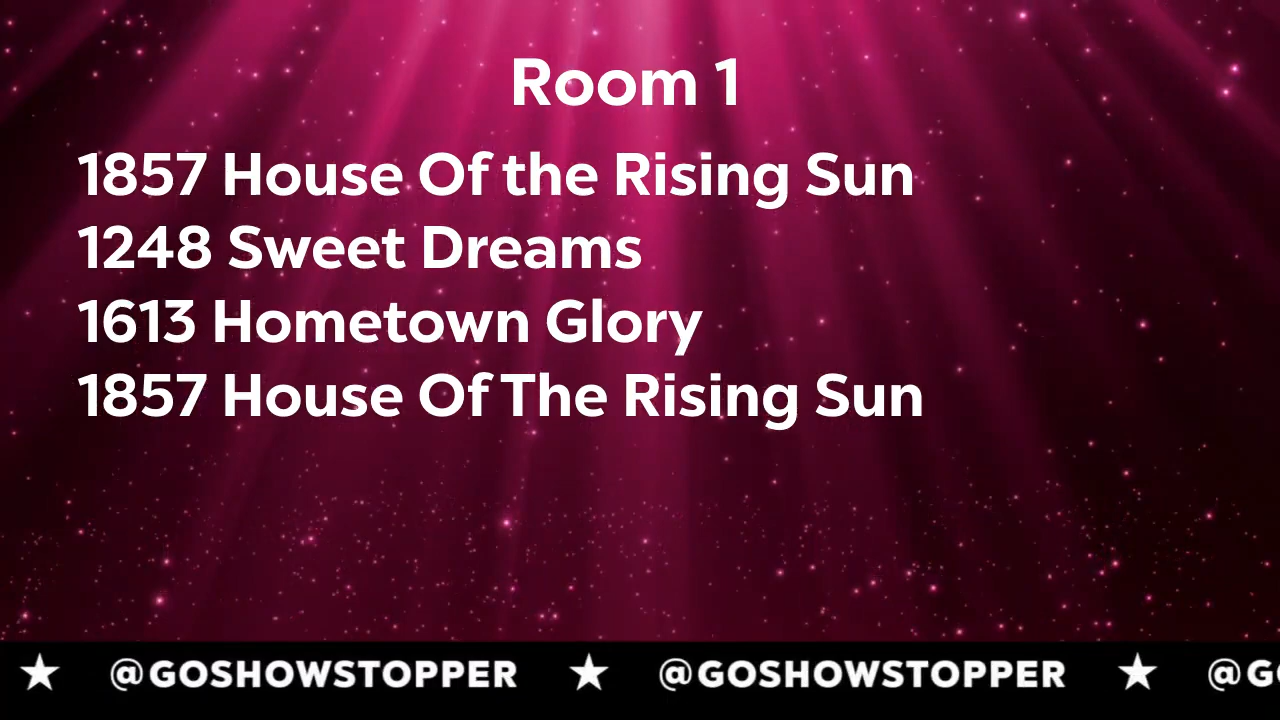 Room 1
1857 House Of the Rising Sun
1248 Sweet Dreams
1613 Hometown Glory
1857 House Of The Rising Sun
★ @GOSHOWSTOPPER ★ @GOSHOWSTOPPER ★